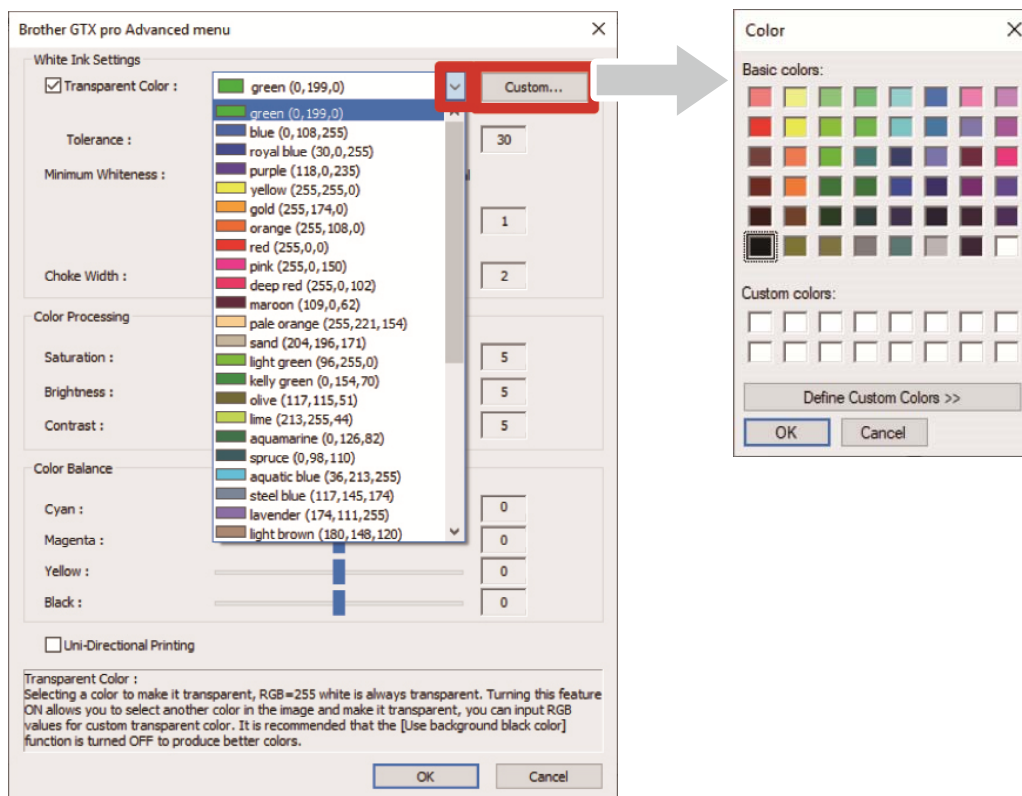 Brother GTX pro Advanced menu
White Ink Settings
Transparent Color :
green (0,199,0)
Custom...
green (0,199,0)
blue (0,108,255)
royal blue (30,0,255)
purple (118,0,235)
yellow (255,255,0)
gold (255,174,0)
orange (255,108,0)
red (255,0,0)
pink (255,0,150)
deep red (255,0,102)
maroon (109,0,62)
pale orange (255,221,154)
sand (204,196,171)
light green (96,255,0)
kelly green (0,154,70)
olive (117,115,51)
lime (213,255,44)
aquamarine (0,126,82)
spruce (0,98,110)
aquatic blue (36,213,255)
steel blue (117,145,174)
lavender (174,111,255)
light brown (180,148,120)
Tolerance :
30
Minimum Whiteness :
1
Choke Width :
2
Color Processing
Saturation :
5
Brightness :
5
Contrast :
5
Color Balance
Cyan :
0
Magenta :
0
Yellow :
0
Black :
0
Uni-Directional Printing
Transparent Color :
Selecting a color to make it transparent, RGB=255 white is always transparent. Turning this feature
ON allows you to select another color in the image and make it transparent, you can input RGB
values for custom transparent color. It is recommended that the [Use background black color]
function is turned OFF to produce better colors.
OK
Cancel
Color
Basic colors:
Custom colors:
Define Custom Colors >>
OK
Cancel